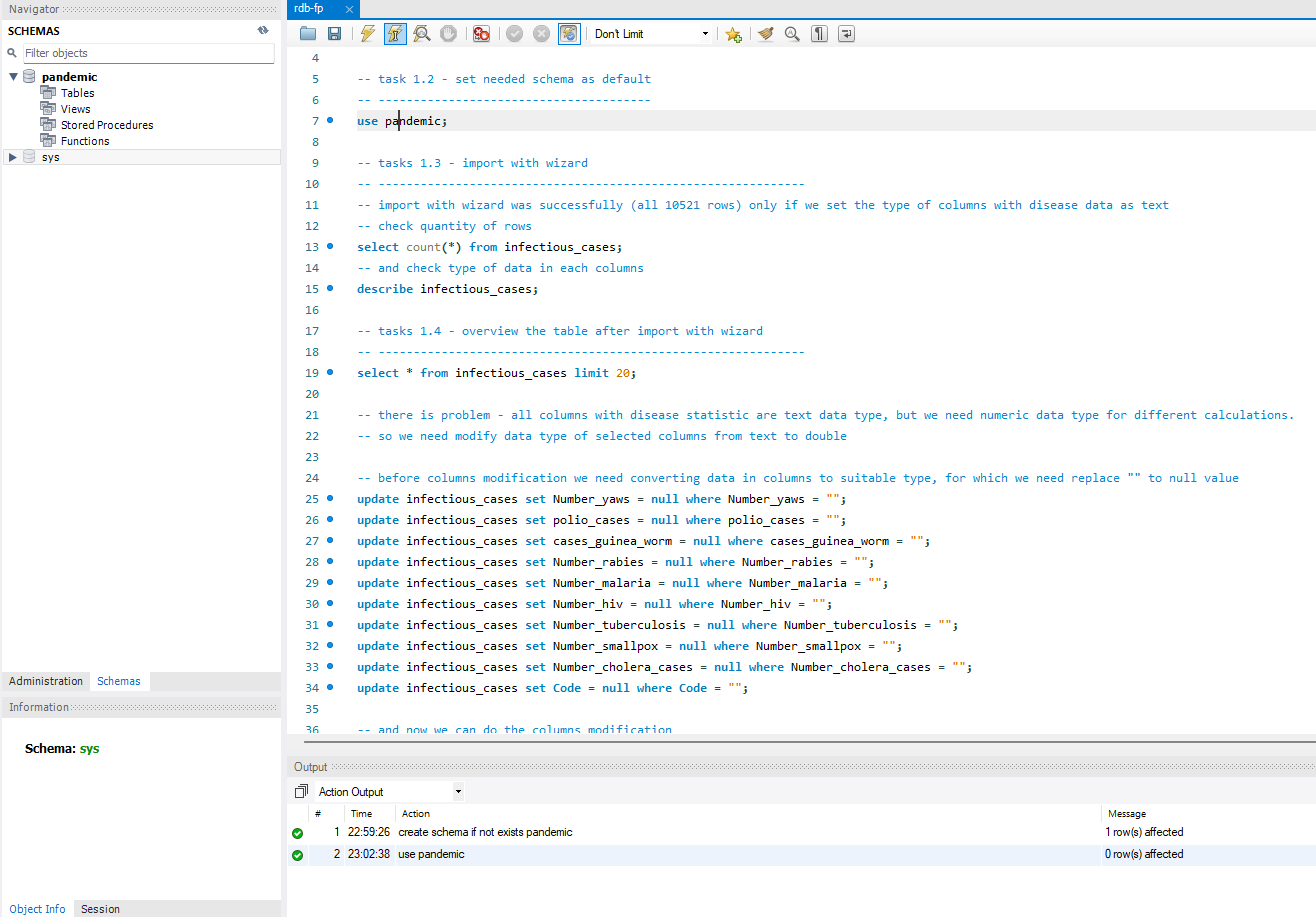 Navigator
SCHEMAS
Filter objects
pandemic
Tables
Views
Stored Procedures
Functions
sys
Administration Schemas
Information
Schema: sys
Object Info Session
rdb-fp
Don't Limit
4
5 -- task 1.2 - set needed schema as default
6 -- ---------------------------------------
7 use pandemic;
8
9 -- tasks 1.3 - import with wizard
10 -- -------------------------------------------------------------
11 -- import with wizard was successfully (all 10521 rows) only if we set the type of columns with disease data as text
12 -- check quantity of rows
13 select count(*) from infectious_cases;
14 -- and check type of data in each columns
15 describe infectious_cases;
16
17 -- tasks 1.4 - overview the table after import with wizard
18 -- -------------------------------------------------------------
19 select * from infectious_cases limit 20;
20
21 -- there is problem - all columns with disease statistic are text data type, but we need numeric data type for different calculations.
22 -- so we need modify data type of selected columns from text to double
23
24 -- before columns modification we need converting data in columns to suitable type, for which we need replace "" to null value
25 update infectious_cases set Number_yaws = null where Number_yaws = "";
26 update infectious_cases set polio_cases = null where polio_cases = "";
27 update infectious_cases set cases_guinea_worm = null where cases_guinea_worm = "";
28 update infectious_cases set Number_rabies = null where Number_rabies = "";
29 update infectious_cases set Number_malaria = null where Number_malaria = "";
30 update infectious_cases set Number_hiv = null where Number_hiv = "";
31 update infectious_cases set Number_tuberculosis = null where Number_tuberculosis = "";
32 update infectious_cases set Number_smallpox = null where Number_smallpox = "";
33 update infectious_cases set Number_cholera_cases = null where Number_cholera_cases = "";
34 update infectious_cases set Code = null where Code = "";
35
36 -- and now we can do the columns modification
Output
Action Output
# Time Action Message
1 22:59:26 create schema if not exists pandemic 1 row(s) affected
2 23:02:38 use pandemic 0 row(s) affected